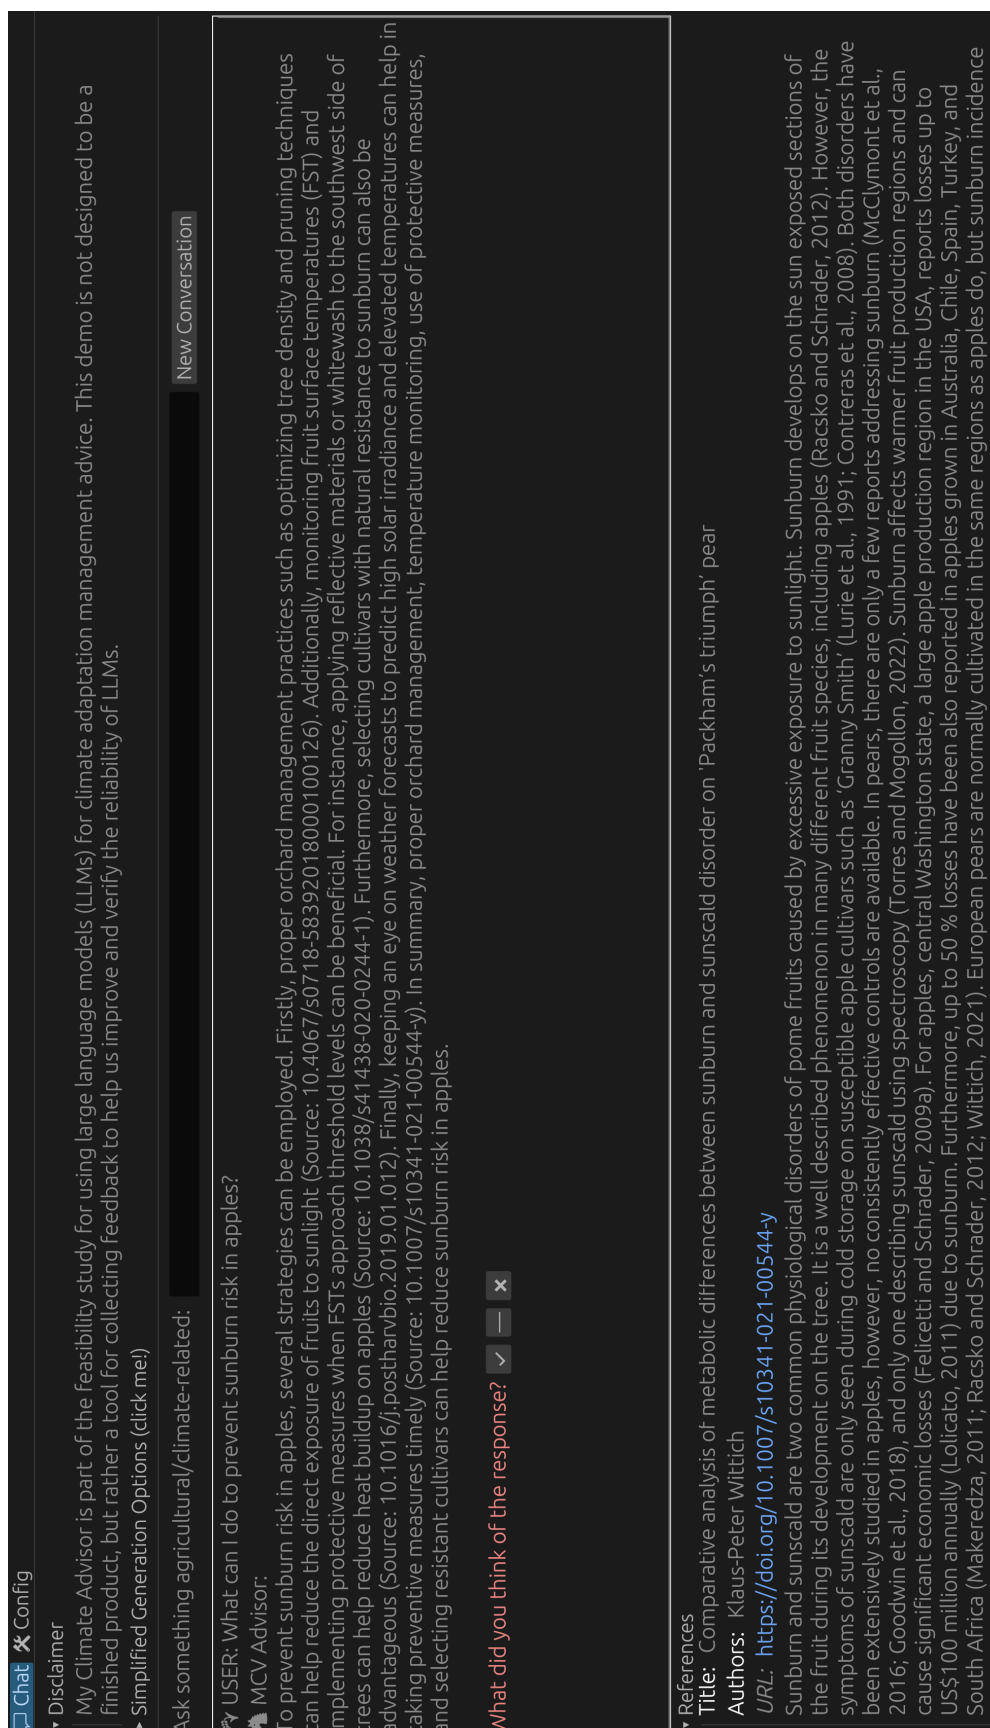 Chat Config
Disclaimer
My Climate Advisor is part of the feasibility study for using large language models (LLMs) for climate adaptation management advice. This demo is not designed to be a
finished product, but rather a tool for collecting feedback to help us improve and verify the reliability of LLMs.
Simplified Generation Options (click me!)
Ask something agricultural/climate-related:
New Conversation
USER: What can I do to prevent sunburn risk in apples?
MCV Advisor:
To prevent sunburn risk in apples, several strategies can be employed. Firstly, proper orchard management practices such as optimizing tree density and pruning techniques
can help reduce the direct exposure of fruits to sunlight (Source: 10.4067/s0718-58392018000100126). Additionally, monitoring fruit surface temperatures (FST) and
implementing protective measures when FSTs approach threshold levels can be beneficial. For instance, applying reflective materials or whitewash to the southwest side of
trees can help reduce heat buildup on apples (Source: 10.1038/s41438-020-0244-1). Furthermore, selecting cultivars with natural resistance to sunburn can also be
advantageous (Source: 10.1016/j.postharvbio.2019.01.012). Finally, keeping an eye on weather forecasts to predict high solar irradiance and elevated temperatures can help in
taking preventive measures timely (Source: 10.1007/s10341-021-00544-y). In summary, proper orchard management, temperature monitoring, use of protective measures,
and selecting resistant cultivars can help reduce sunburn risk in apples.
What did you think of the response?
References
Title: Comparative analysis of metabolic differences between sunburn and sunscald disorder on 'Packham's triumph' pear
Authors: Klaus-Peter Wittich
URL: https://doi.org/10.1007/s10341-021-00544-y
Sunburn and sunscald are two common physiological disorders of pome fruits caused by excessive exposure to sunlight. Sunburn develops on the sun exposed sections of
the fruit during its development on the tree. It is a well described phenomenon in many different fruit species, including apples (Racsko and Schrader, 2012). However, the
symptoms of sunscald are only seen during cold storage on susceptible apple cultivars such as 'Granny Smith' (Lurie et al., 1991; Contreras et al., 2008). Both disorders have
been extensively studied in apples, however, no consistently effective controls are available. In pears, there are only a few reports addressing sunburn (McClymont et al.,
2016; Goodwin et al., 2018), and only one describing sunscald using spectroscopy (Torres and Mogollon, 2022). Sunburn affects warmer fruit production regions and can
cause significant economic losses (Felicetti and Schrader, 2009a). For apples, central Washington state, a large apple production region in the USA, reports losses up to
US$100 million annually (Lolicato, 2011) due to sunburn. Furthermore, up to 50 % losses have been also reported in apples grown in Australia, Chile, Spain, Turkey, and
South Africa (Makeredza, 2011; Racsko and Schrader, 2012; Wittich, 2021). European pears are normally cultivated in the same regions as apples do, but sunburn incidence